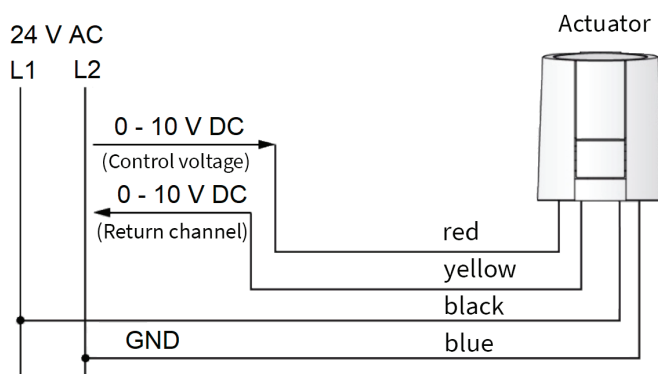 Actuator
24 V AC
L1 L2
0 - 10 V DC
(Control voltage)
0 - 10 V DC
(Return channel)
red
yellow
black
GND blue